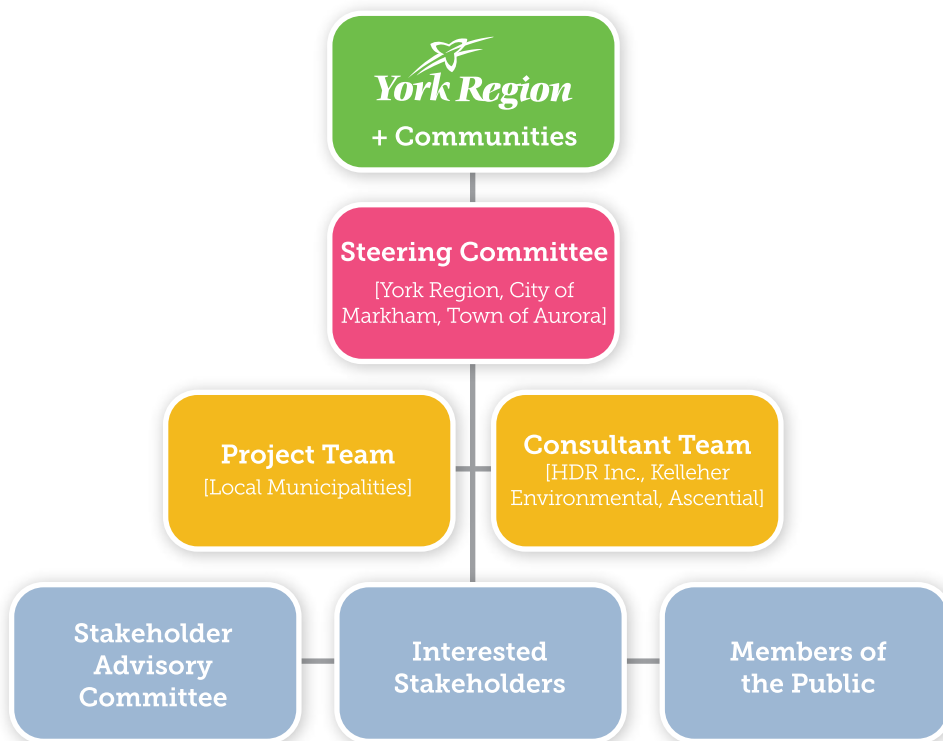 York Region
+ Communities
Steering Committee
[York Region, City of
Markham, Town of Aurora]
Project Team
[Local Municipalities]
Consultant Team
[HDR Inc., Kelleher
Environmental, Ascential]
Stakeholder
Advisory
Committee
Interested
Stakeholders
Members of
the Public